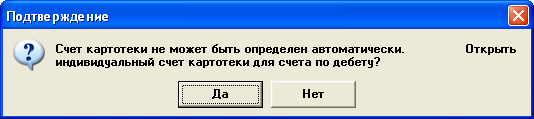 Подтверждение
Счет картотеки не может быть определен автоматически. Открыть
индивидуальный счет картотеки для счета по дебету?
Да Нет